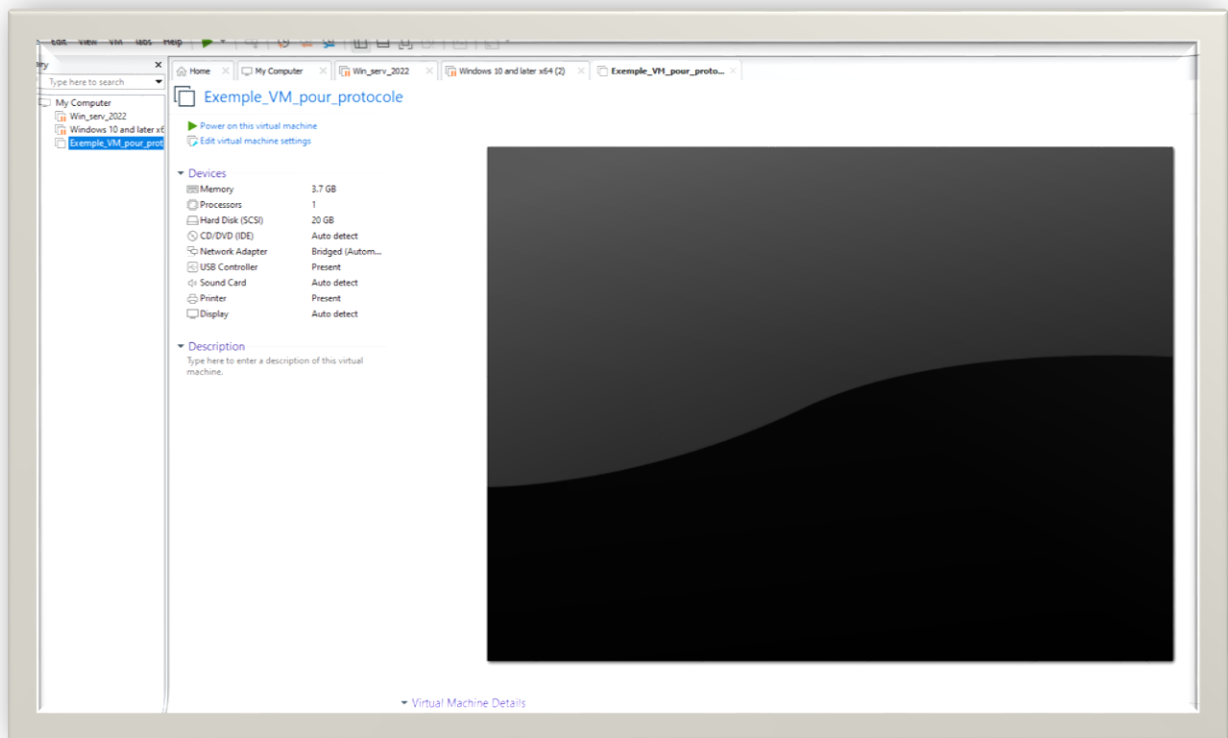 Edit View VM Tabs Help
Type here to search
My Computer
Win_serv_2022
Windows 10 and later x6
Exemple_VM_pour_prot
Home
My Computer
Win_serv_2022
Windows 10 and later x64 (2)
Exemple_VM_pour_proto...
Exemple_VM_pour_protocole
Power on this virtual machine
Edit virtual machine settings
Devices
Memory 3.7 GB
Processors 1
Hard Disk (SCSI) 20 GB
CD/DVD (IDE) Auto detect
Network Adapter Bridged (Autom...
USB Controller Present
Sound Card Auto detect
Printer Present
Display Auto detect
Description
Type here to enter a description of this virtual
machine.
Virtual Machine Details